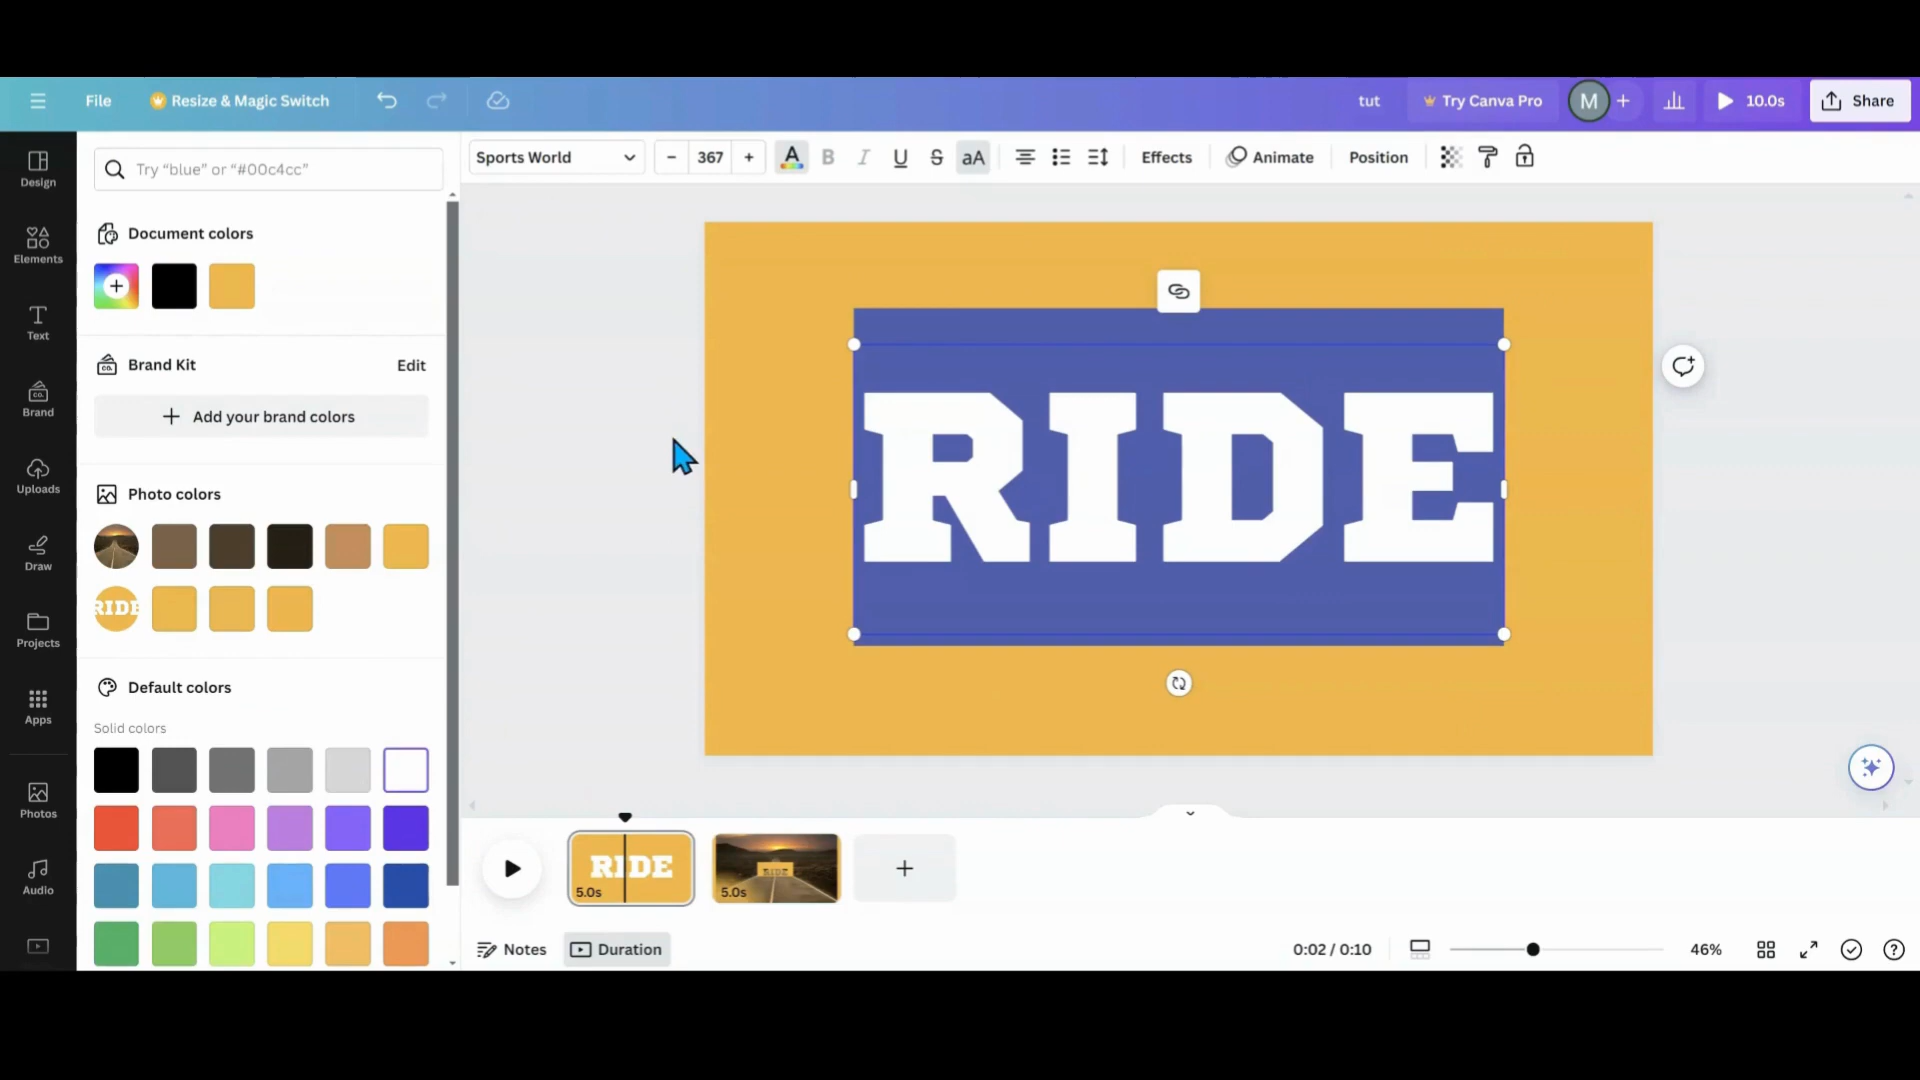 File
Resize & Magic Switch
tut
Try Canva Pro
M
10.0s
Share
Design
Elements
Text
Brand
Uploads
Draw
Projects
Apps
Photos
Audio
Try “blue” or “#00c4cc”
Document colors
Brand Kit
Edit
CO.
Add your brand colors
Photo colors
RIDE
Default colors
Solid colors
Sports World
367
A
B
I
U
S
aA
Effects
Animate
Position
RIDE
RIDE
5.0s
RIDE
5.0s
Notes
Duration
0:02 / 0:10
46%